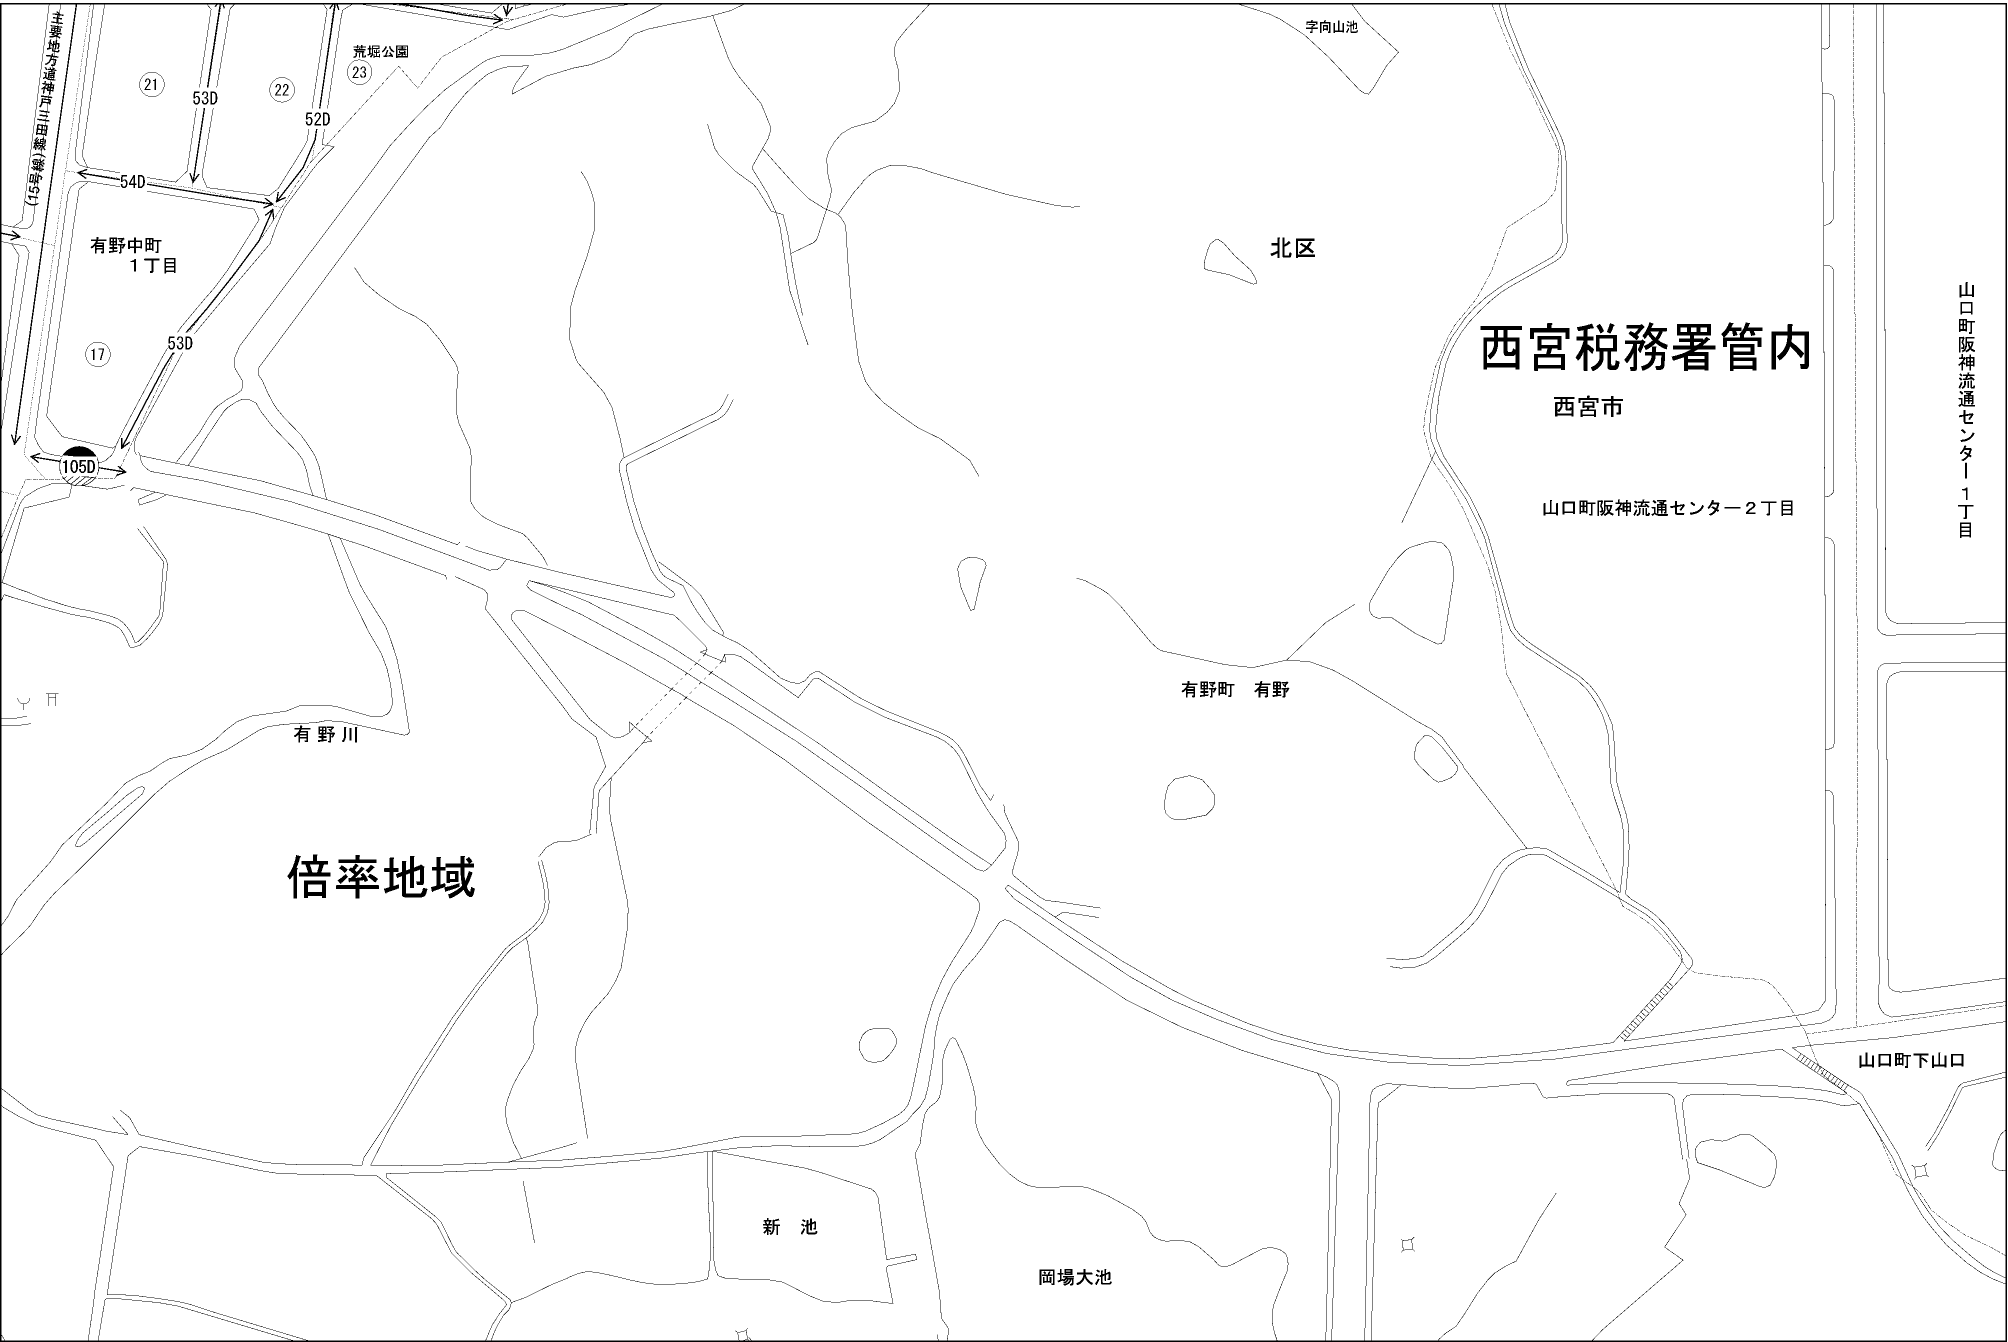 主要地方道神戸三田線(15号線)
荒堀公園
23
21
22
53D
52D
54D
有野中町
１丁目
53D
17
105D
字向山池
北区
西宮税務署管内
西宮市
山口町阪神流通センター１丁目
山口町阪神流通センター２丁目
有野町　有野
有野川
倍率地域
山口町下山口
新　池
岡場大池